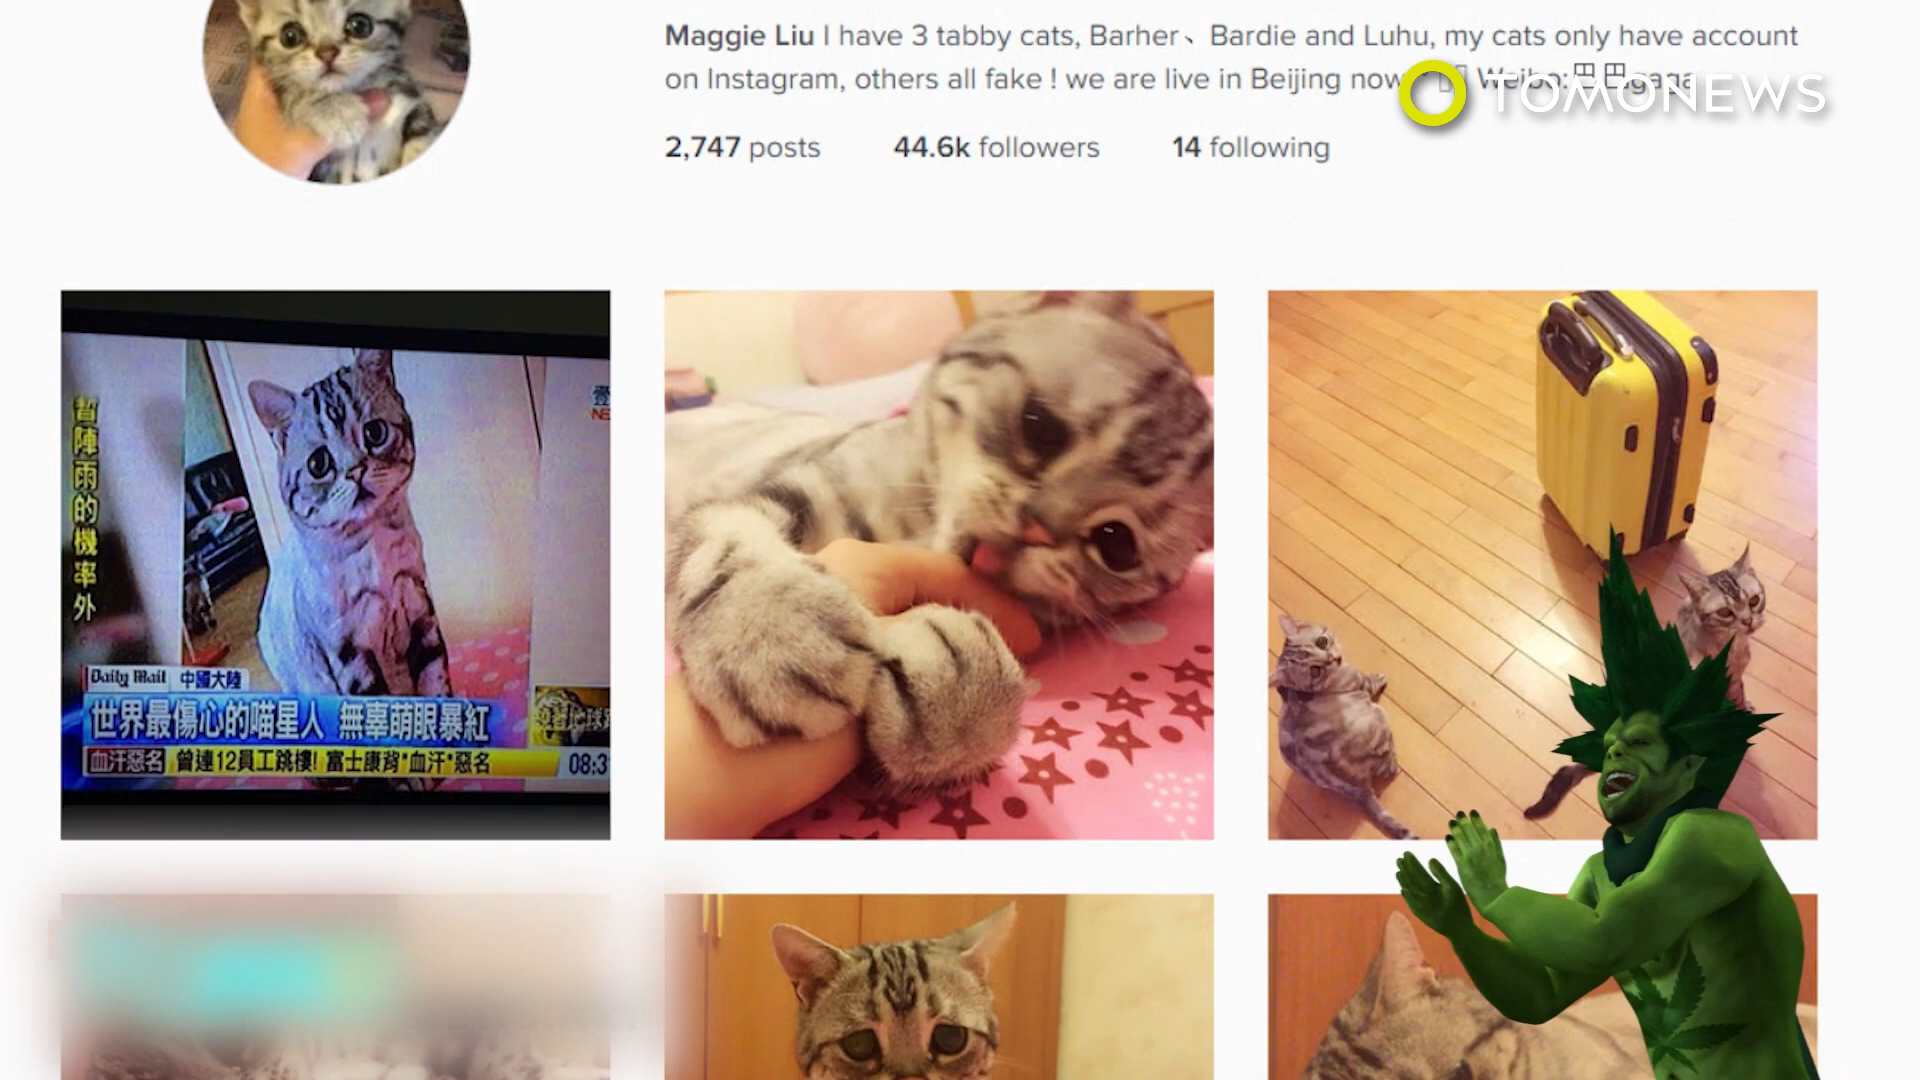 Maggie Liu I have 3 tabby cats, Barher、 Bardie and Luhu, my cats only have account
on Instagram, others all fake ! we are live in Beijing now
TOMONEWS
2,747 posts 44.6k followers 14 following
暫陣雨的機率外
Daily Mail 中國大陸
世界最傷心的喵星人 無辜萌眼暴紅
血汗惡名 曾連12員工跳樓! 富士康背"血汗"惡名 08:3